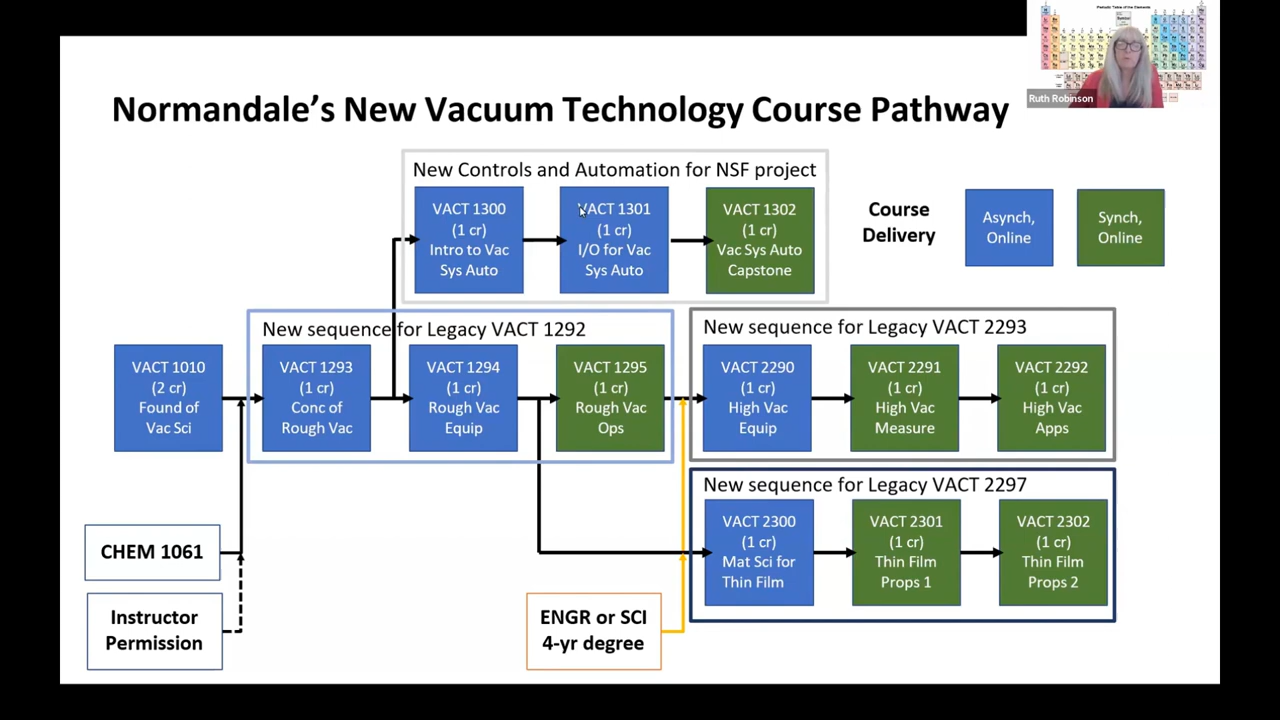 Periodic Table of the Elements
Ruth Robinson
Normandale's New Vacuum Technology Course Pathway
New Controls and Automation for NSF project
VACT 1300
(1 cr)
Intro to Vac
Sys Auto
VACT 1301
(1 cr)
I/O for Vac
Sys Auto
VACT 1302
(1 cr)
Vac Sys Auto
Capstone
Course
Delivery
Asynch,
Online
Synch,
Online
New sequence for Legacy VACT 1292
VACT 1010
(2 cr)
Found of
Vac Sci
VACT 1293
(1 cr)
Conc of
Rough Vac
VACT 1294
(1 cr)
Rough Vac
Equip
VACT 1295
(1 cr)
Rough Vac
Ops
New sequence for Legacy VACT 2293
VACT 2290
(1 cr)
High Vac
Equip
VACT 2291
(1 cr)
High Vac
Measure
VACT 2292
(1 cr)
High Vac
Apps
New sequence for Legacy VACT 2297
VACT 2300
(1 cr)
Mat Sci for
Thin Film
VACT 2301
(1 cr)
Thin Film
Props 1
VACT 2302
(1 cr)
Thin Film
Props 2
CHEM 1061
Instructor
Permission
ENGR or SCI
4-yr degree